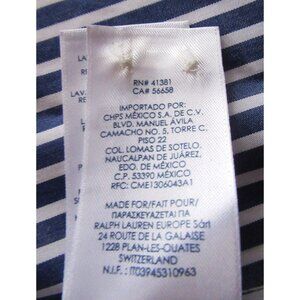 RN# 41381
CA# 56658
IMPORTADO POR:
CHPS MÉXICO S.A. DE C.V.
BLVD. MANUEL ÁVILA
CAMACHO NO. 5, TORRE C,
PISO 22
COL. LOMAS DE SOTELO,
NAUCALPAN DE JUÁREZ,
EDO. DE MÉXICO
C.P. 53390 MÉXICO
RFC: CME1306043A1
MADE FOR/FAIT POUR/
ΠΑΡΑΣΚΕΥΑΖΕΤΑΙ ΓΙΑ
RALPH LAUREN EUROPE Sàrl
24 ROUTE DE LA GALAISE
1228 PLAN-LES-OUATES
SWITZERLAND
N.I.F.: IT03945310963